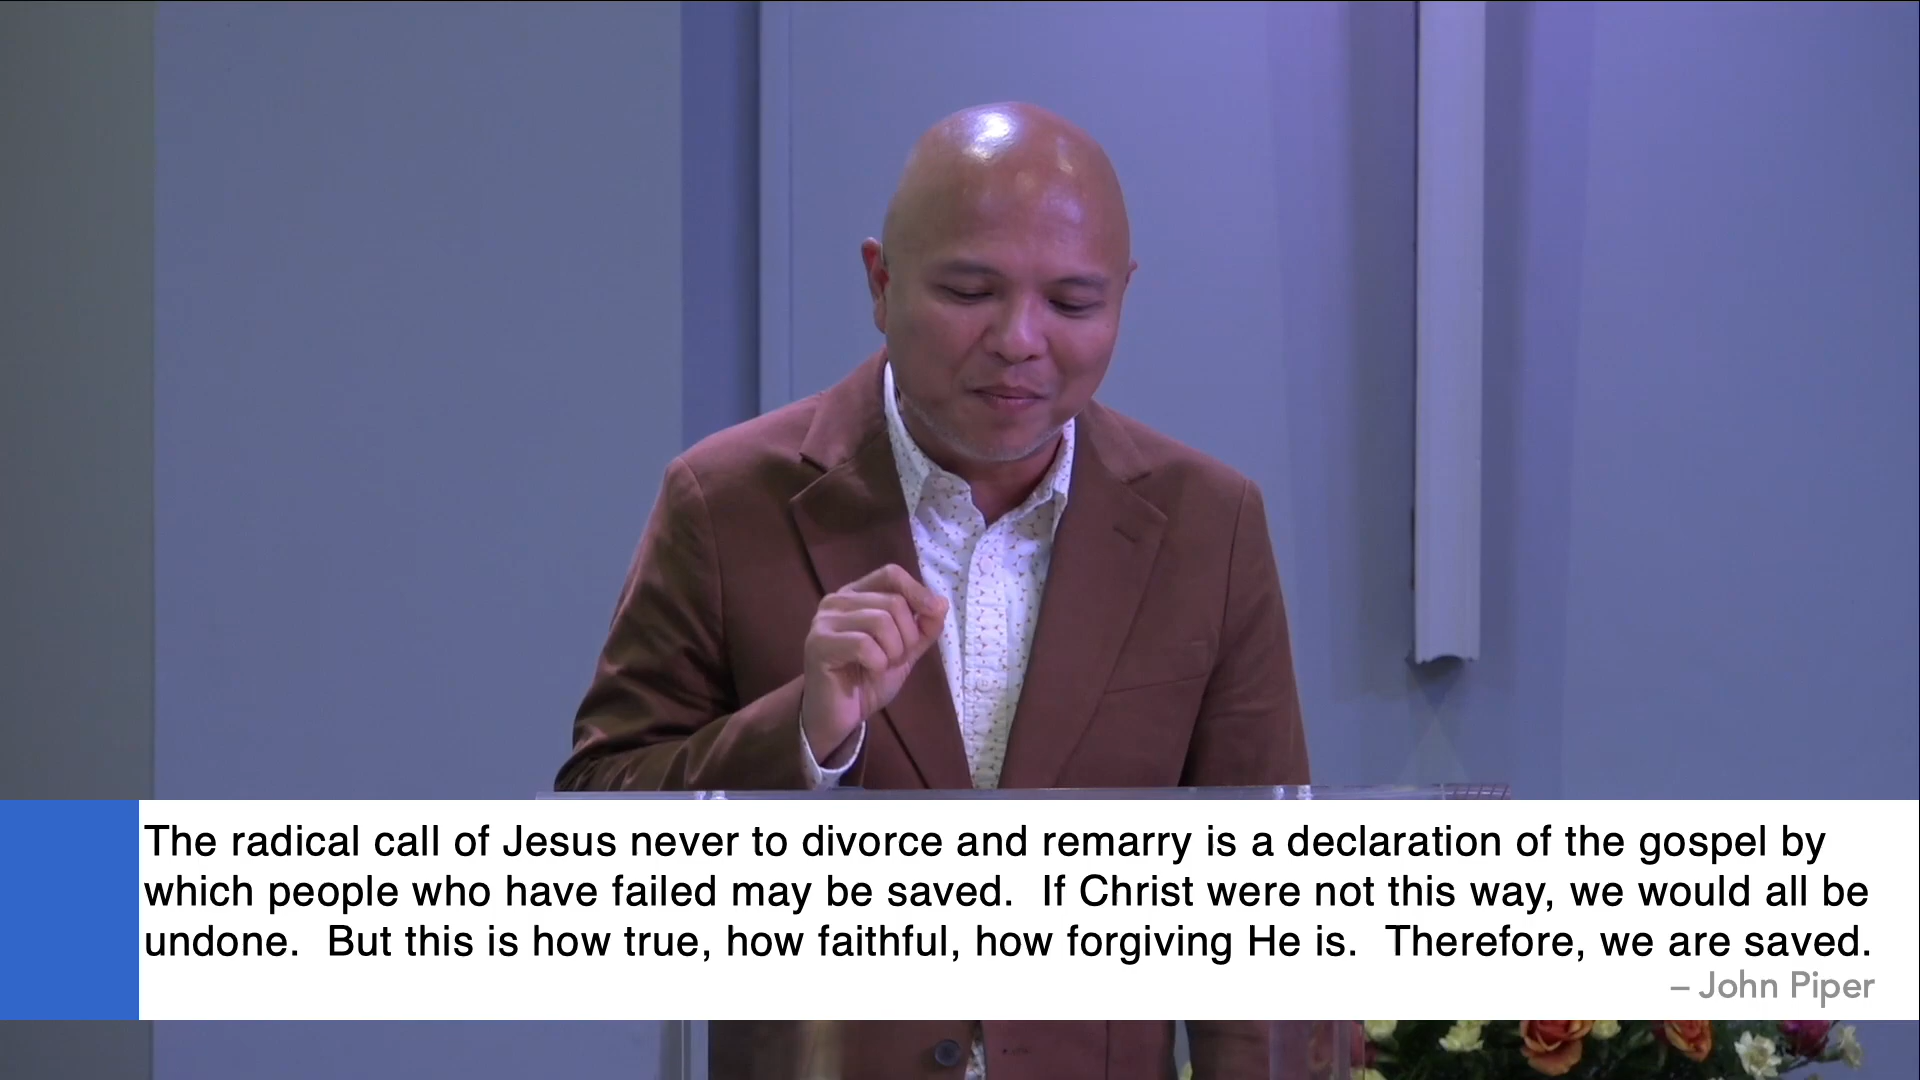 The radical call of Jesus never to divorce and remarry is a declaration of the gospel by
which people who have failed may be saved.  If Christ were not this way, we would all be
undone.  But this is how true, how faithful, how forgiving He is.  Therefore, we are saved.
– John Piper